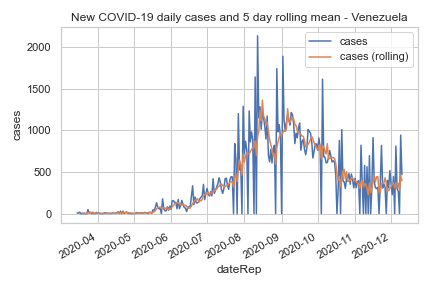 New COVID-19 daily cases and 5 day rolling mean - Venezuela
cases
cases (rolling)
2000
1500
1000
500
0
cases
2020-04
2020-05
2020-06
2020-07
2020-08
2020-09
2020-10
2020-11
2020-12
dateRep